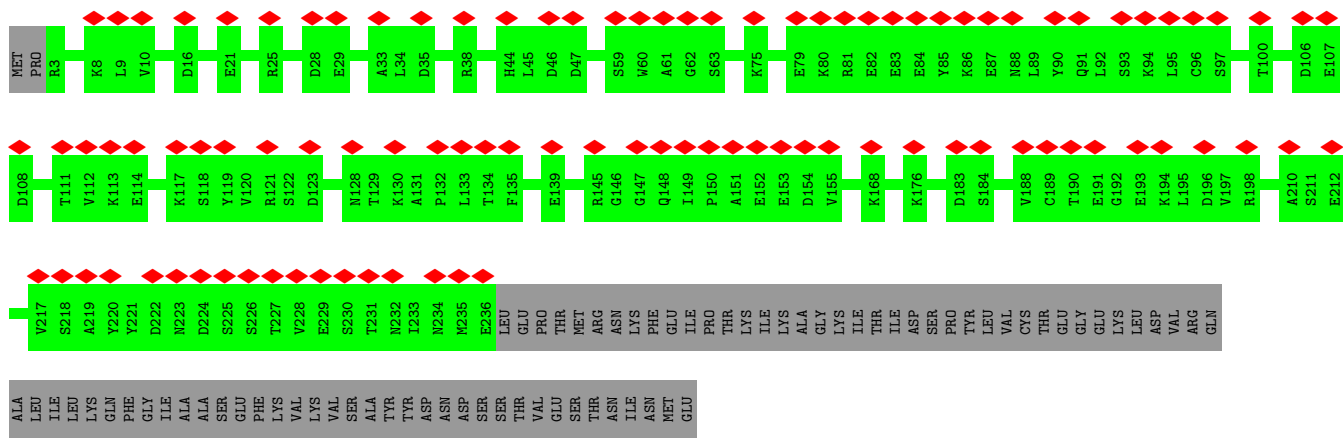 MET PRO R3 K8 L9 V10 D16 E21 R25 D28 E29 A33 L34 D35 R38 H44 L45 D46 D47 S59 W60 A61 G62 S63 K75 E79 K80 R81 E82 E83 E84 Y85 K86 E87 N88 L89 Y90 Q91 L92 S93 K94 L95 C96 S97 T100 D106 E107
D108 T111 V112 K113 E114 K117 S118 Y119 V120 R121 S122 D123 N128 T129 K130 A131 P132 L133 T134 F135 E139 R145 G146 G147 Q148 I149 P150 A151 E152 E153 D154 V155 K168 K176 D183 S184 V188 C189 T190 E191 G192 E193 K194 L195 D196 V197 R198 A210 S211 E212
V217 S218 A219 Y220 Y221 D222 N223 D224 S225 S226 T227 V228 E229 S230 T231 N232 I233 N234 M235 E236 LEU GLU PRO THR MET ARG ASN LYS PHE GLU ILE PRO THR LYS ILE LYS ALA GLY LYS ILE THR ILE ASP SER PRO TYR LEU VAL CYS THR GLU GLY GLU LYS LEU ASP VAL ARG GLN
ALA LEU ILE LEU LYS GLN PHE GLY ILE ALA ALA SER GLU PHE LYS VAL LYS VAL SER ALA TYR TYR ASP ASN ASP SER SER THR VAL GLU SER THR ASN ILE ASN MET GLU